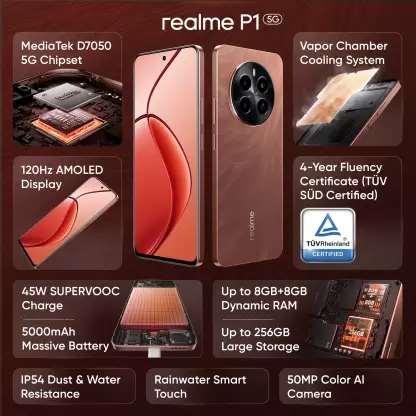 realme P1 5G
MediaTek D7050
5G Chipset
Vapor Chamber
Cooling System
120Hz AMOLED
Display
realme
4-Year Fluency
Certificate (TÜV
SÜD Certified)
TÜVRheinland
CERTIFIED
45W SUPERVOOC
Charge
5000mAh
Massive Battery
Up to 8GB+8GB
Dynamic RAM
Up to 256GB
Large Storage
IP54 Dust & Water
Resistance
Rainwater Smart
Touch
50MP Color AI
Camera